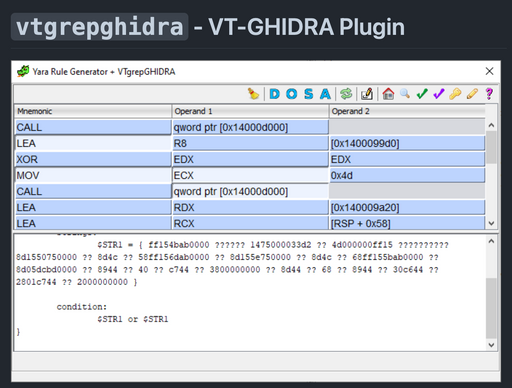 vtgrepghidra - VT-GHIDRA Plugin
Yara Rule Generator + VTgrepGHIDRA
D O S A
Mnemonic Operand 1 Operand 2
CALL qword ptr [0x14000d000]
LEA R8 [0x1400099d0]
XOR EDX EDX
MOV ECX 0x4d
CALL qword ptr [0x14000d000]
LEA RDX [0x140009a20]
LEA RCX [RSP + 0x58]
$STR1 = { ff154bab0000 ?????? 1475000033d2 ?? 4d000000ff15 ??????????
8d1550750000 ?? 8d4c ?? 58ff156dab0000 ?? 8d155e750000 ?? 8d4c ?? 68ff155bab0000 ??
8d05dcbd0000 ?? 8944 ?? 40 ?? c744 ?? 3800000000 ?? 8d44 ?? 68 ?? 8944 ?? 30c644 ??
2801c744 ?? 2000000000 }
condition:
$STR1 or $STR1
}